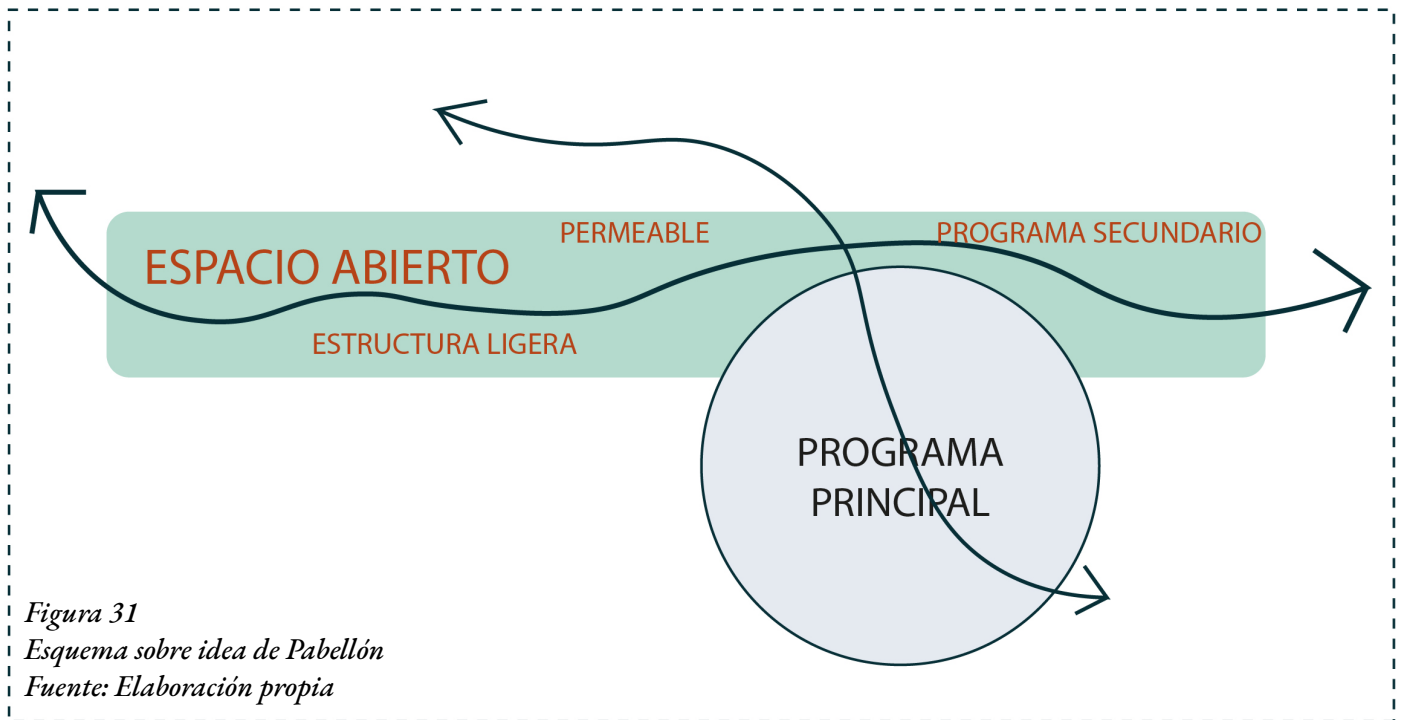 PERMEABLE
PROGRAMA SECUNDARIO
ESPACIO ABIERTO
ESTRUCTURA LIGERA
PROGRAMA
PRINCIPAL
Figura 31
Esquema sobre idea de Pabellón
Fuente: Elaboración propia